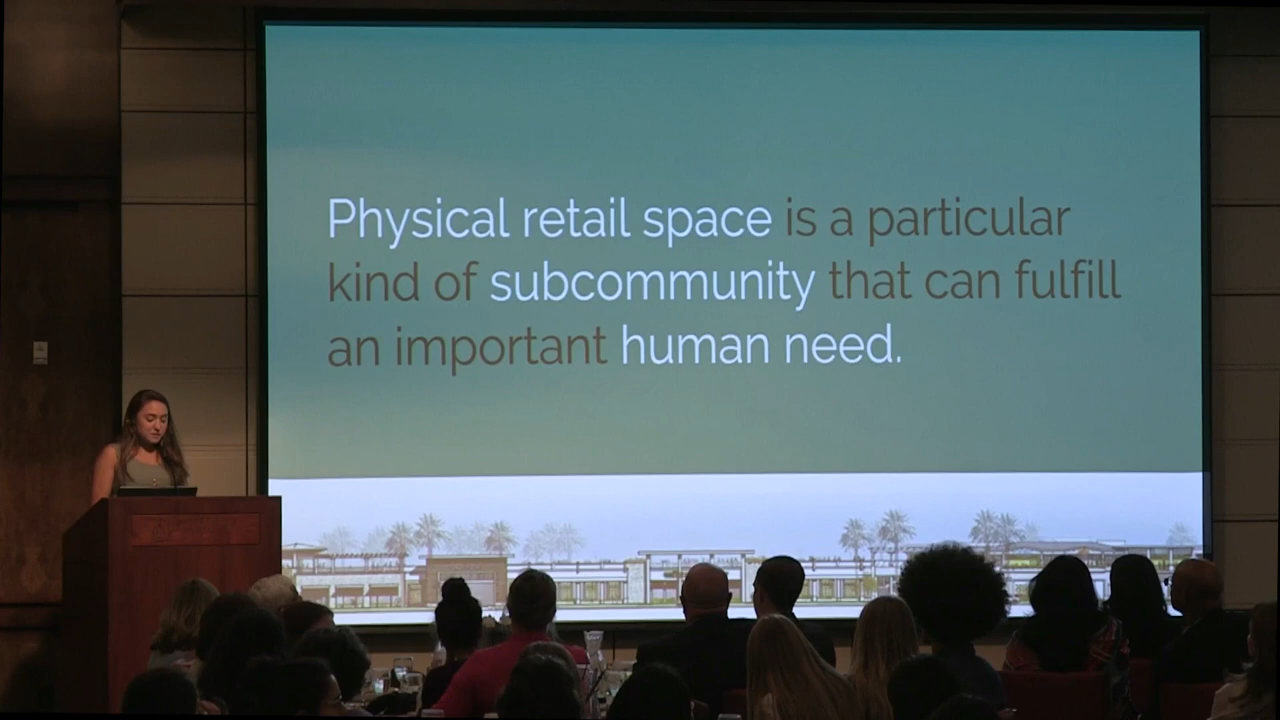 Physical retail space is a particular
kind of subcommunity that can fulfill
an important human need.